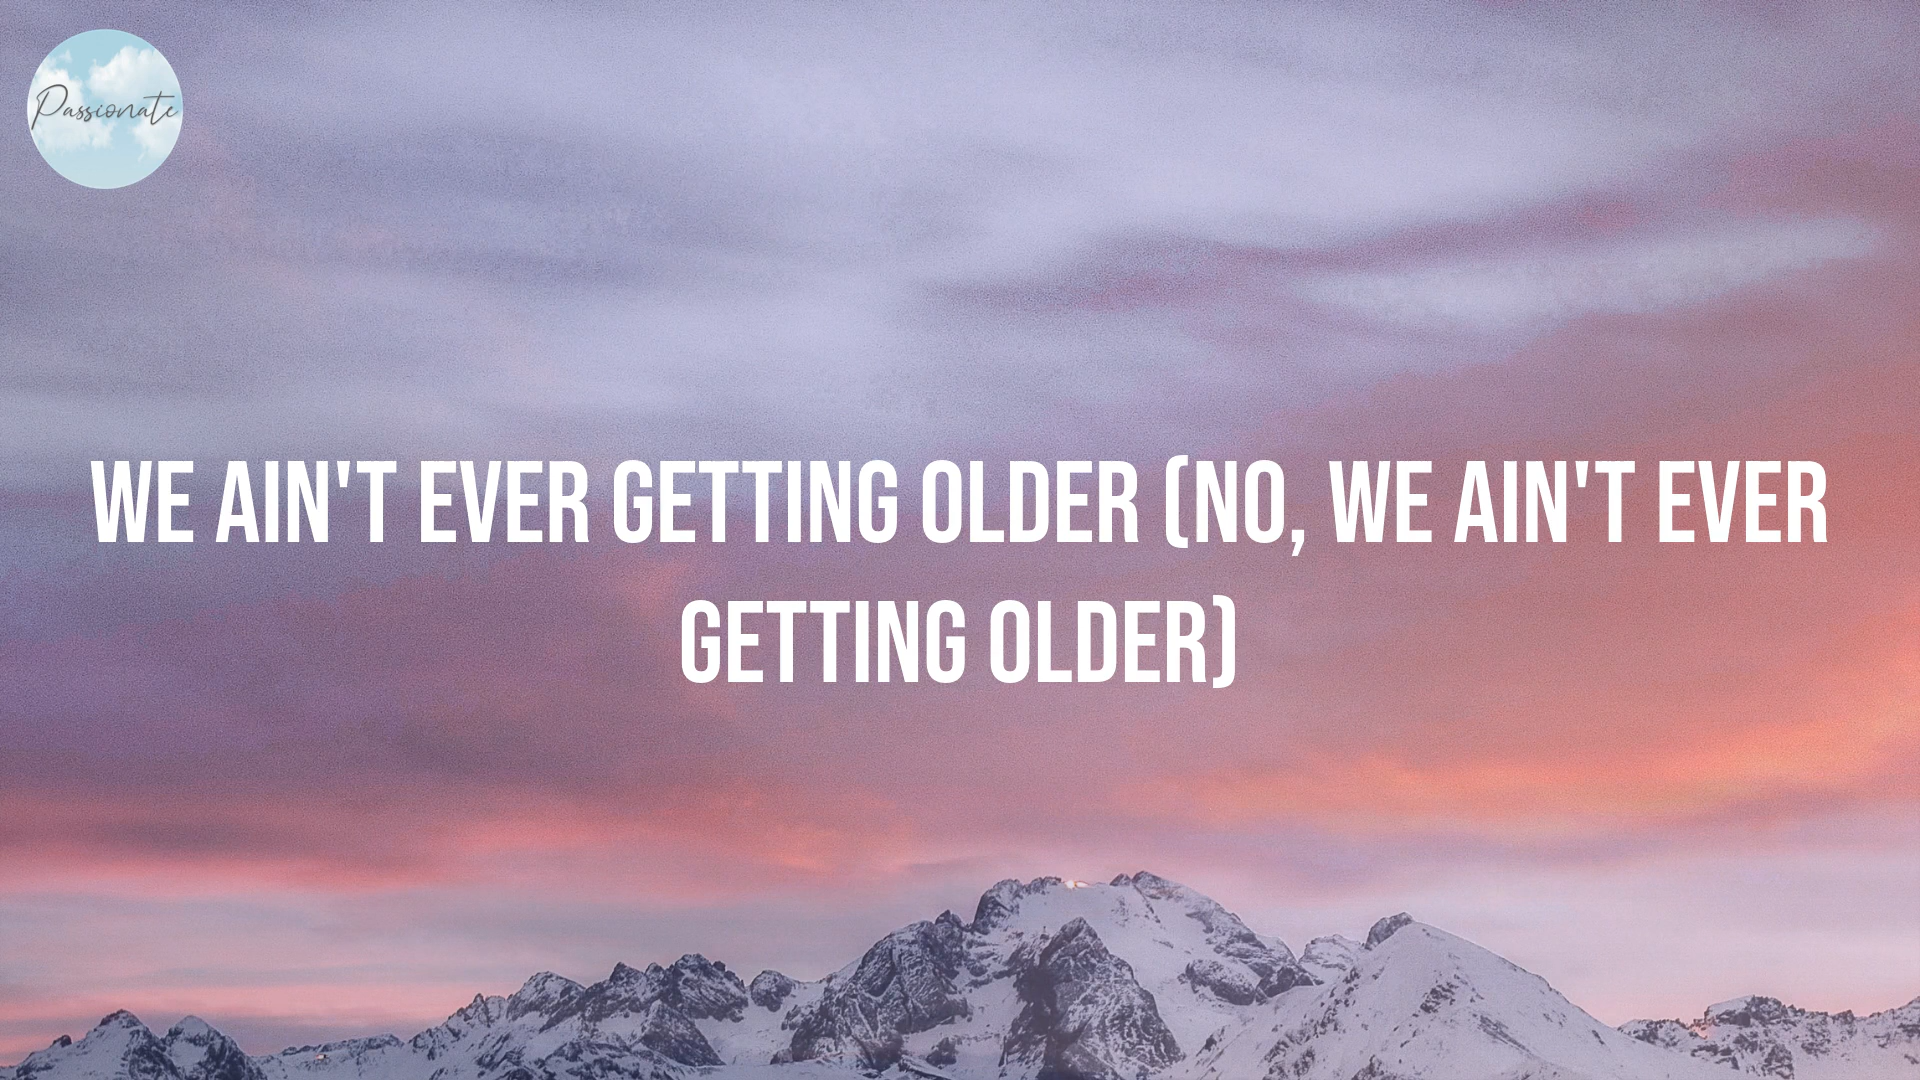 Passionate
WE AIN'T EVER GETTING OLDER (NO, WE AIN'T EVER
GETTING OLDER)